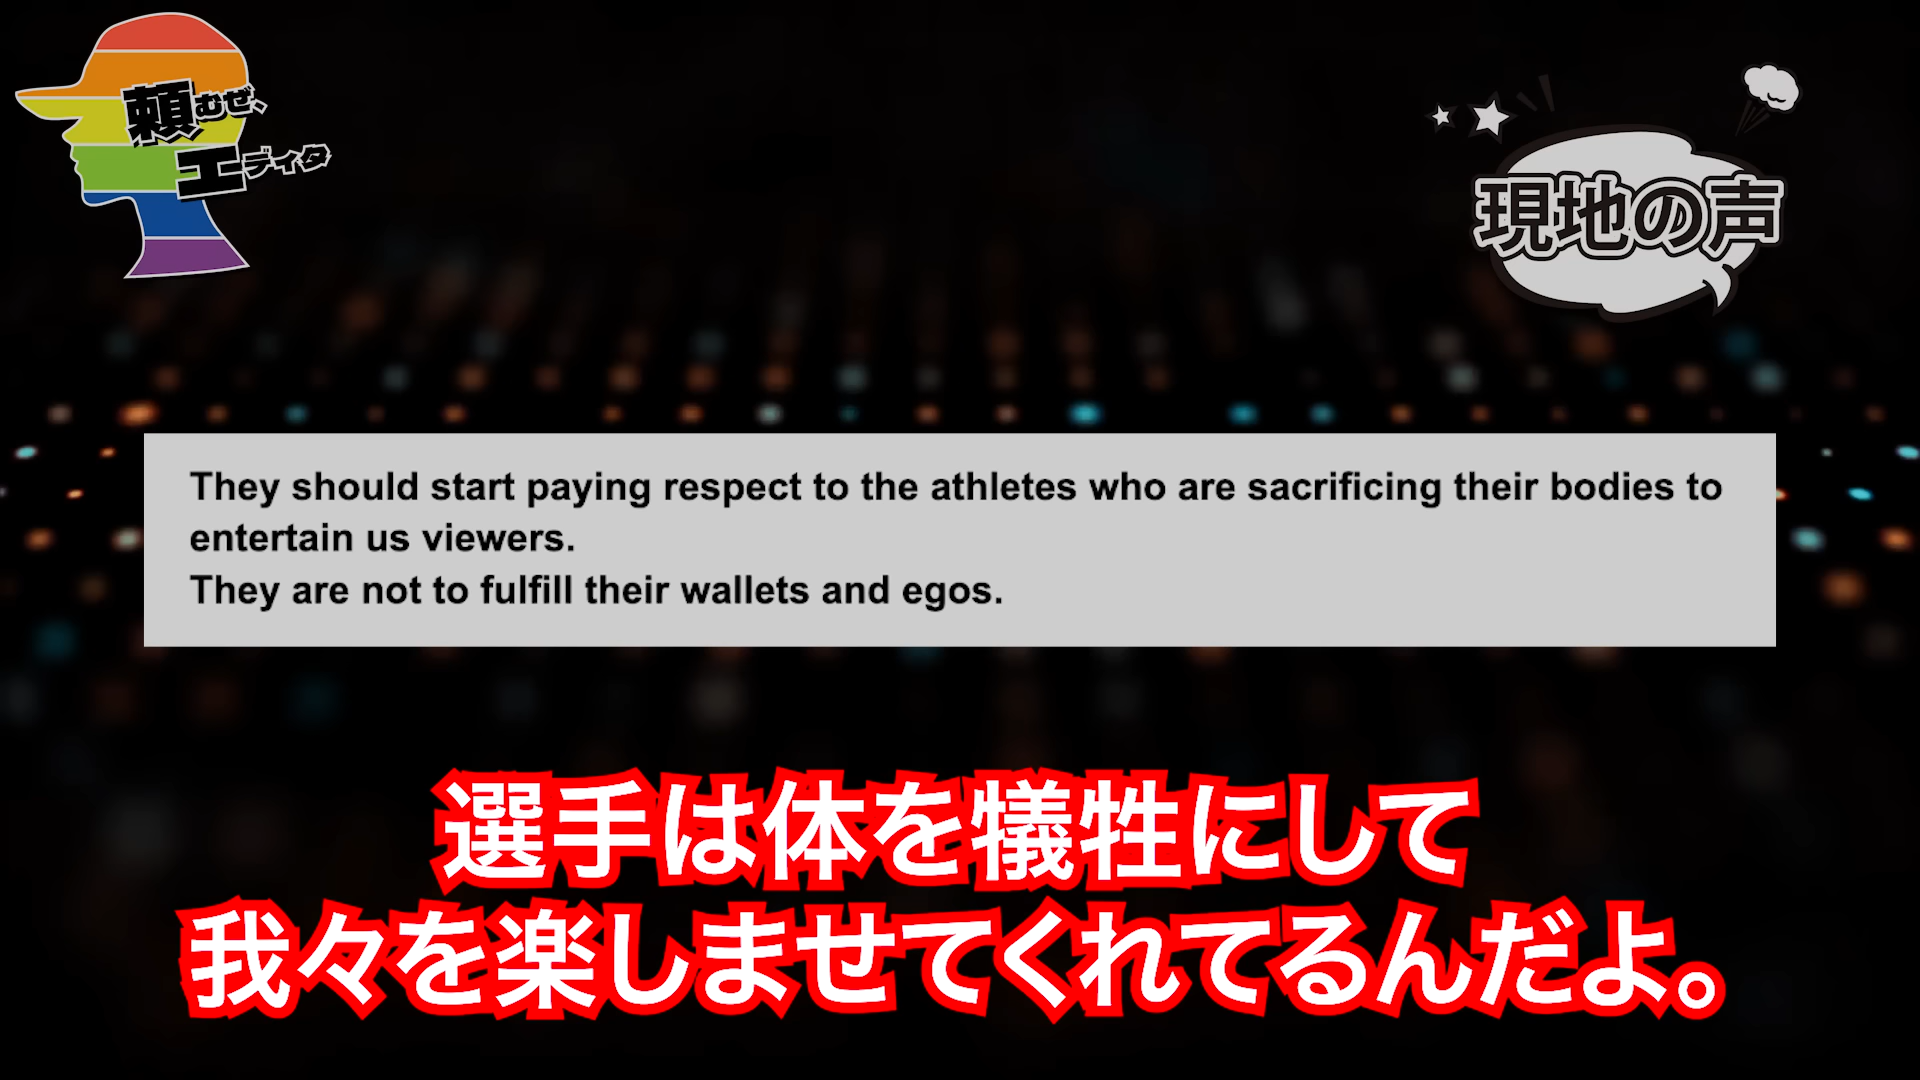 頼むぜ、
エディタ
現地の声
They should start paying respect to the athletes who are sacrificing their bodies to
entertain us viewers.
They are not to fulfill their wallets and egos.
選手は体を犠牲にして
我々を楽しませてくれてるんだよ。